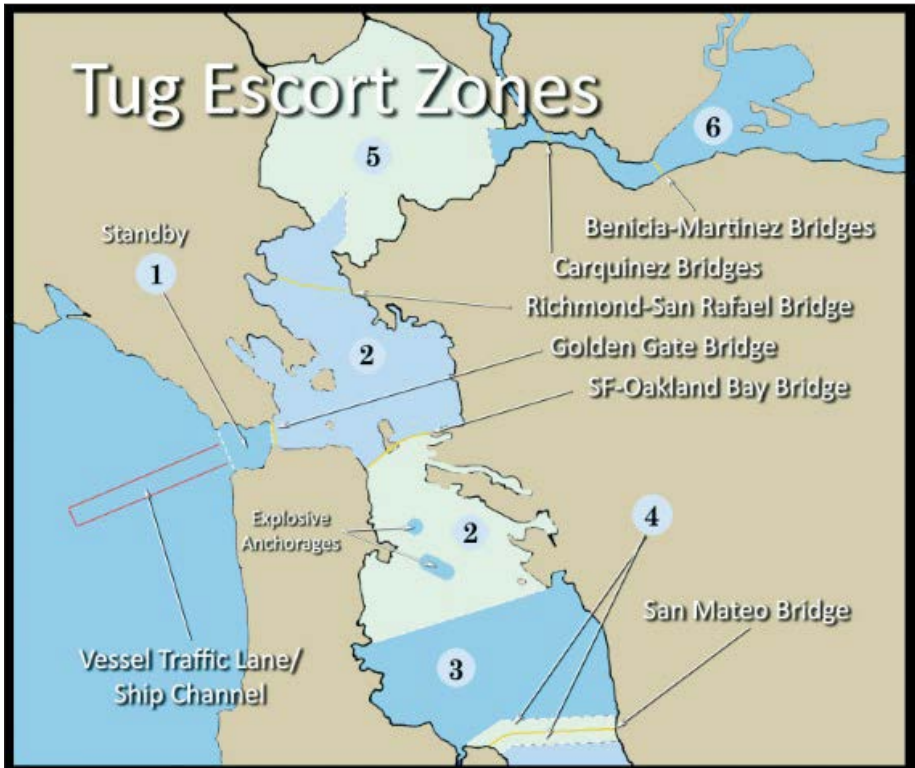 Tug Escort Zones
6
5
Benicia-Martinez Bridges
Standby
Carquinez Bridges
1
Richmond-San Rafael Bridge
2
Golden Gate Bridge
SF-Oakland Bay Bridge
Explosive
Anchorages
2
4
San Mateo Bridge
Vessel Traffic Lane/
Ship Channel
3